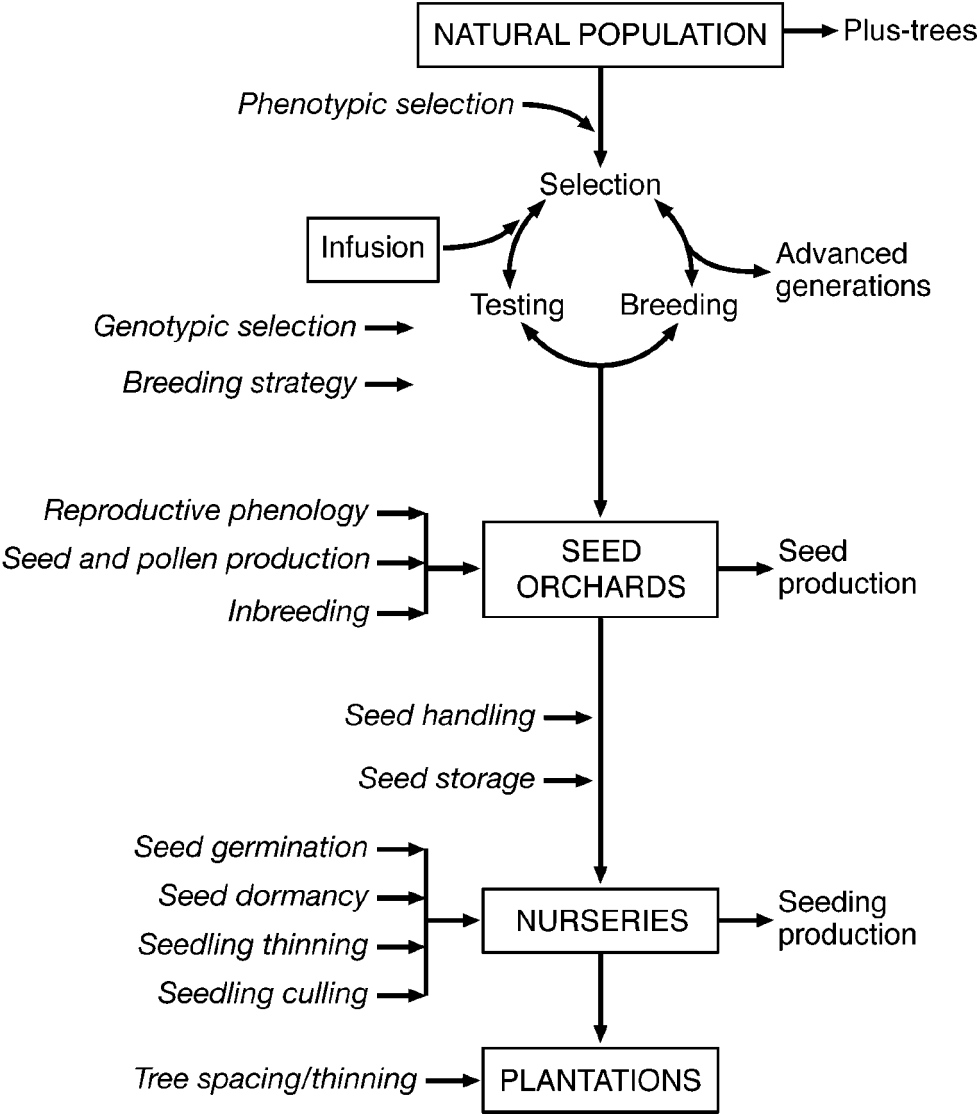 NATURAL POPULATION
Plus-trees
Phenotypic selection
Selection
Infusion
Advanced
generations
Testing
Breeding
Genotypic selection
Breeding strategy
Reproductive phenology
Seed and pollen production
Inbreeding
SEED
ORCHARDS
Seed
production
Seed handling
Seed storage
Seed germination
Seed dormancy
Seedling thinning
Seedling culling
NURSERIES
Seeding
production
Tree spacing/thinning
PLANTATIONS